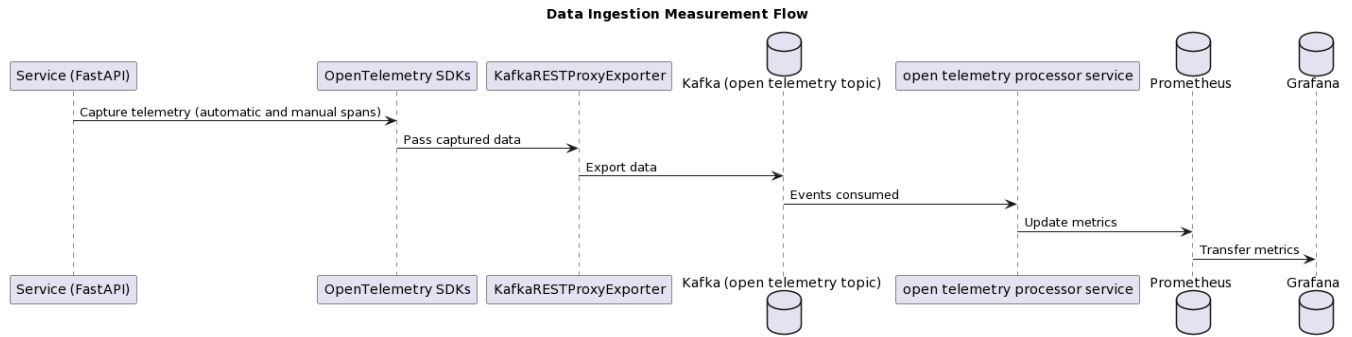 Data Ingestion Measurement Flow
Service (FastAPI)
OpenTelemetry SDKs
KafkaRESTProxyExporter
Kafka (open telemetry topic)
open telemetry processor service
Prometheus
Grafana
Capture telemetry (automatic and manual spans)
Pass captured data
Export data
Events consumed
Update metrics
Transfer metrics
Service (FastAPI)
OpenTelemetry SDKs
KafkaRESTProxyExporter
Kafka (open telemetry topic)
open telemetry processor service
Prometheus
Grafana